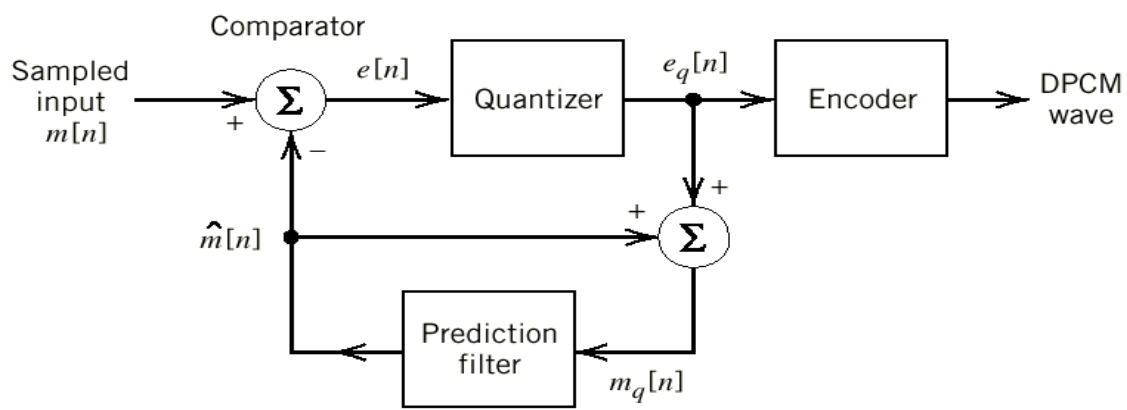 Comparator
Sampled
input
m[n]
+
Σ
e[n]
Quantizer
e_q[n]
Encoder
DPCM
wave
−
+
m̂[n]
+
Σ
Prediction
filter
m_q[n]